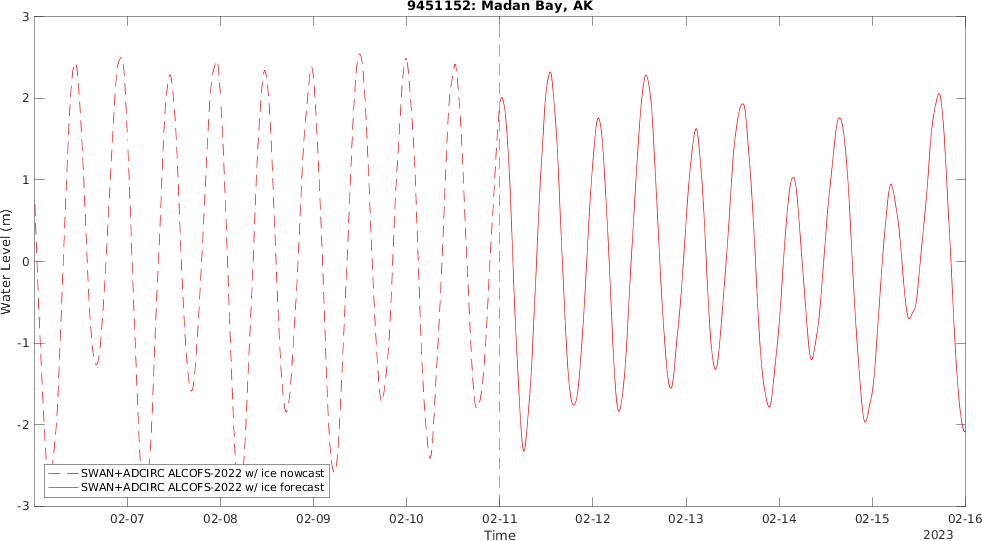 9451152: Madan Bay, AK
3
2
1
0
-1
-2
-3
Water Level (m)
SWAN+ADCIRC ALCOFS-2022 w/ ice nowcast
SWAN+ADCIRC ALCOFS-2022 w/ ice forecast
02-07 02-08 02-09 02-10 02-11 02-12 02-13 02-14 02-15 02-16
Time
2023